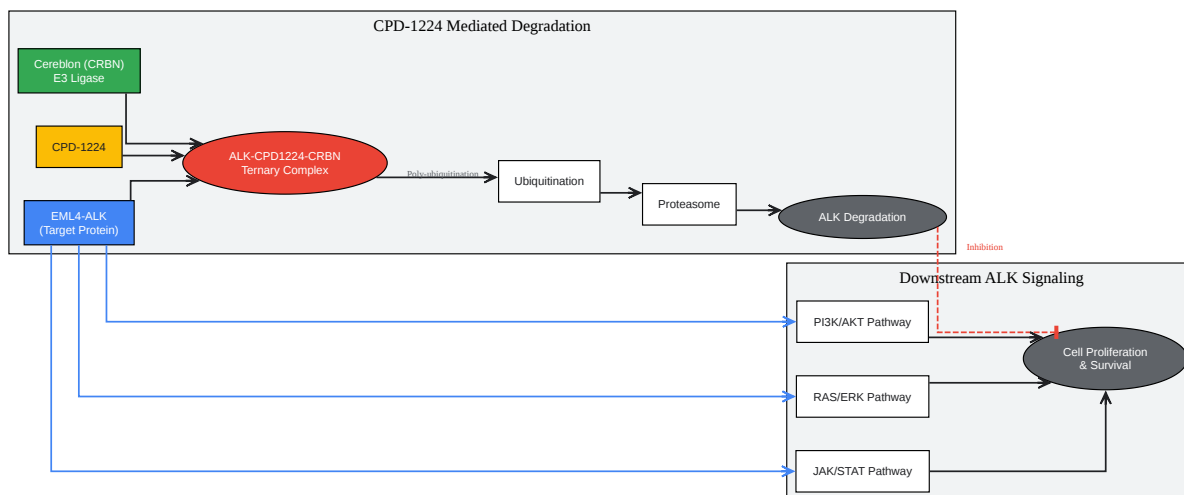 CPD-1224 Mediated Degradation
Cereblon (CRBN)
E3 Ligase
CPD-1224
EML4-ALK
(Target Protein)
ALK-CPD1224-CRBN
Ternary Complex
Poly-ubiquitination
Ubiquitination
Proteasome
ALK Degradation
Inhibition
Downstream ALK Signaling
PI3K/AKT Pathway
RAS/ERK Pathway
JAK/STAT Pathway
Cell Proliferation
& Survival